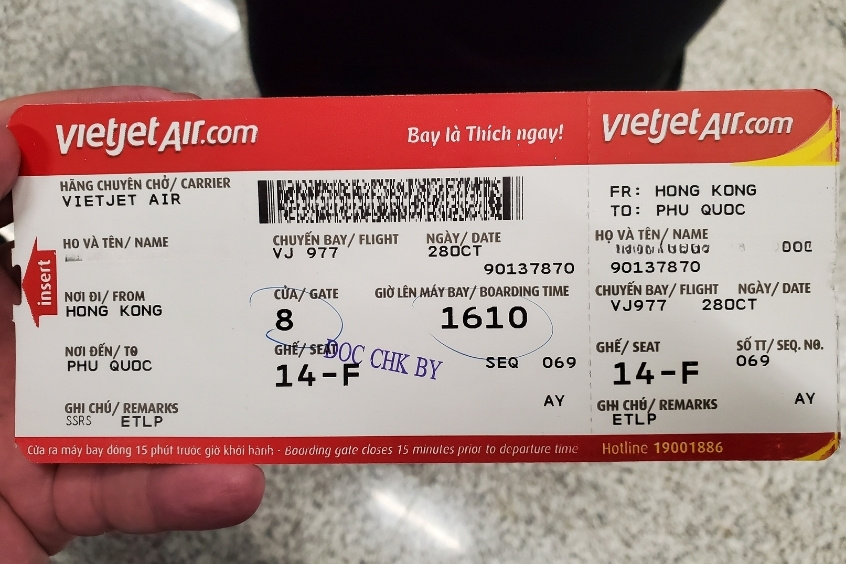 vietjetAir.com
Bay là Thích ngay!
HÃNG CHUYÊN CHỞ/ CARRIER
VIETJET AIR
HỌ VÀ TÊN/ NAME
CHUYẾN BAY/ FLIGHT
NGÀY/ DATE
VJ 977
28OCT
90137870
insert
NƠI ĐI/ FROM
HONG KONG
CỬA/ GATE
GIỜ LÊN MÁY BAY/ BOARDING TIME
8
1610
NƠI ĐẾN/ TO
PHU QUOC
GHẾ/ SEAT
DOC CHK BY
SEQ 069
14-F
AY
GHI CHÚ/ REMARKS
SSRS ETLP
Cửa ra máy bay đóng 15 phút trước giờ khởi hành - Boarding gate closes 15 minutes prior to departure time
vietjetAir.com
FR: HONG KONG
TO: PHU QUOC
HỌ VÀ TÊN/ NAME
90137870
CHUYẾN BAY/ FLIGHT
NGÀY/ DATE
VJ977
28OCT
GHẾ/ SEAT
SỐ TT/ SEQ. NO.
14-F
069
GHI CHÚ/ REMARKS
AY
ETLP
Hotline 19001886